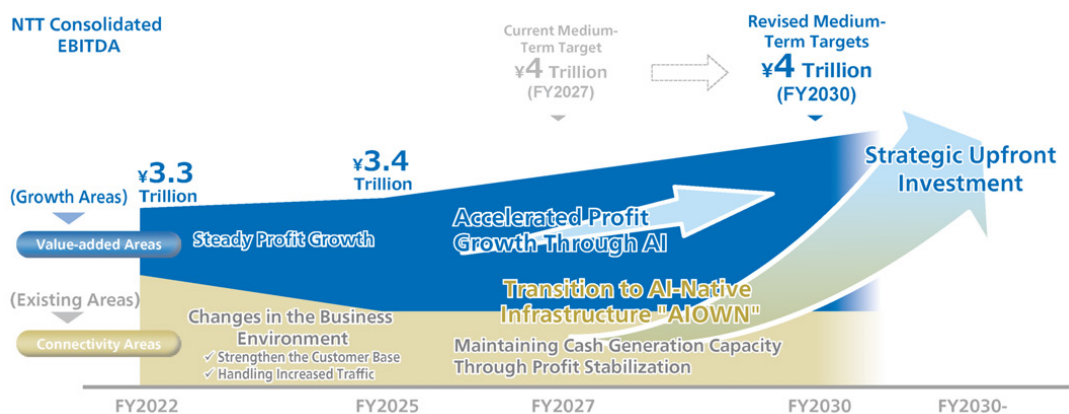 NTT Consolidated
EBITDA
Current Medium-
Term Target
¥4 Trillion
(FY2027)
Revised Medium-
Term Targets
¥4 Trillion
(FY2030)
¥3.3
Trillion
¥3.4
Trillion
Strategic Upfront
Investment
(Growth Areas)
Value-added Areas
Steady Profit Growth
Accelerated Profit
Growth Through AI
(Existing Areas)
Connectivity Areas
Changes in the Business
Environment
✓ Strengthen the Customer Base
✓ Handling Increased Traffic
Transition to AI-Native
Infrastructure "AIOWN"
Maintaining Cash Generation Capacity
Through Profit Stabilization
FY2022
FY2025
FY2027
FY2030
FY2030-